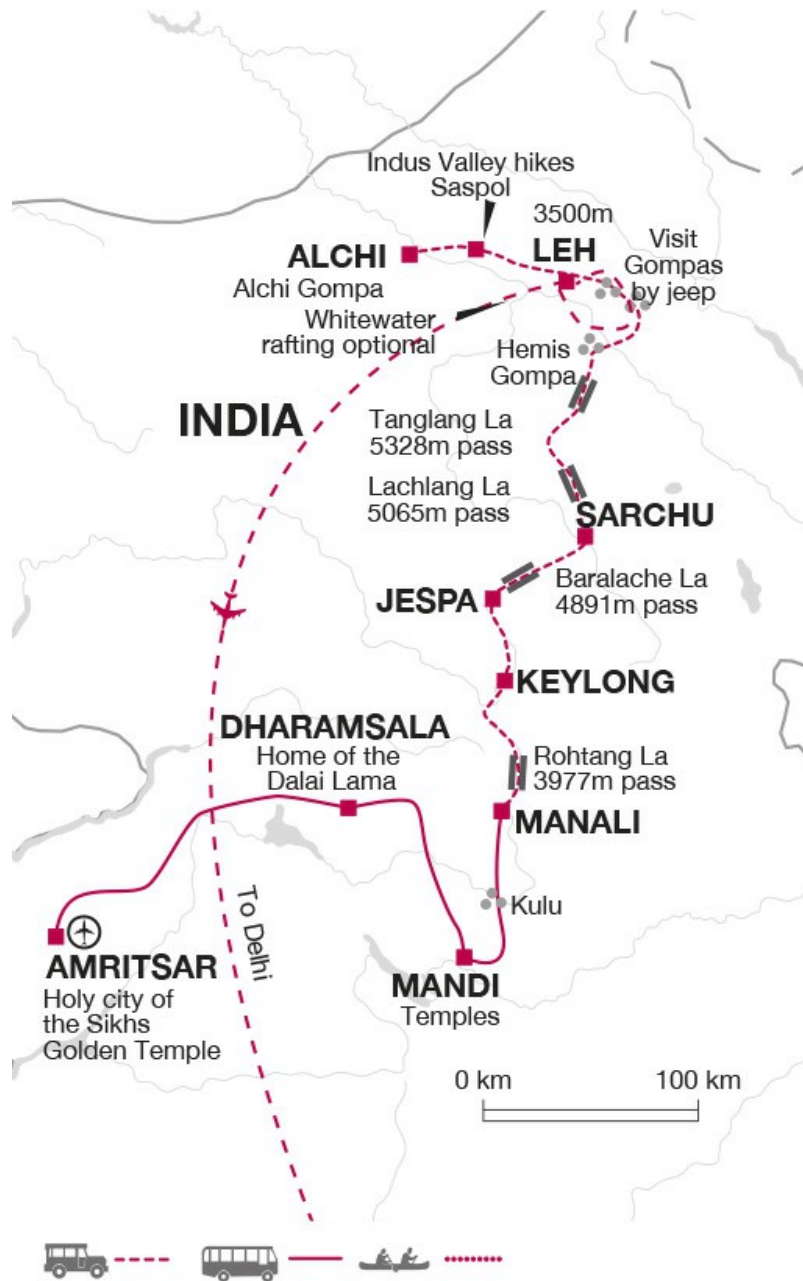 Indus Valley hikes
Saspol
3500m
LEH
Visit
Gompas
by jeep
ALCHI
Alchi Gompa
Whitewater
rafting optional
Hemis
Gompa
INDIA
Tanglang La
5328m pass
Lachlang La
5065m pass
SARCHU
Baralache La
4891m pass
JESPA
KEYLONG
DHARAMSALA
Home of the
Dalai Lama
Rohtang La
3977m pass
MANALI
Kulu
To Delhi
AMRITSAR
Holy city of
the Sikhs
Golden Temple
MANDI
Temples
0 km
100 km